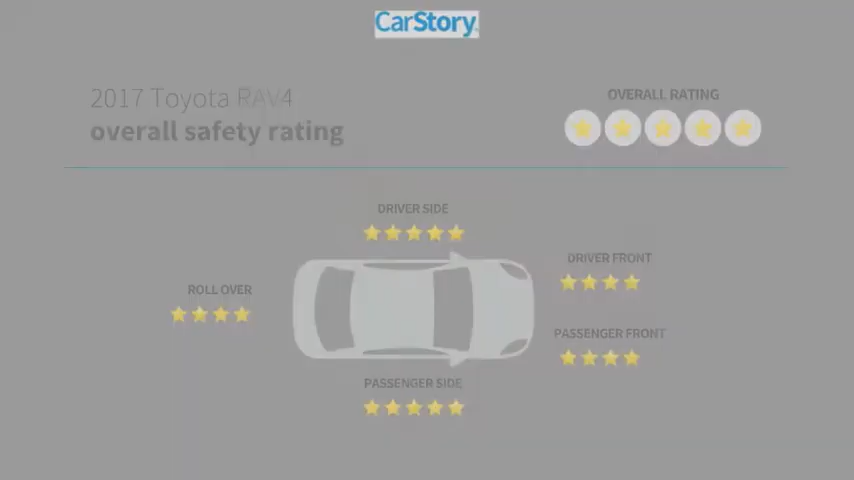 CarStory
2017 Toyota RAV4
overall safety rating
OVERALL RATING
DRIVER SIDE
DRIVER FRONT
ROLL OVER
PASSENGER FRONT
PASSENGER SIDE